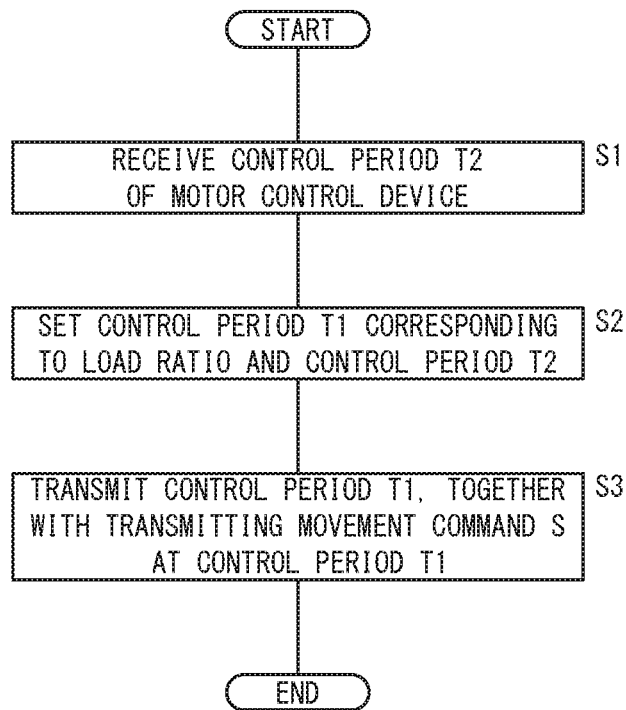 START
RECEIVE CONTROL PERIOD T2
OF MOTOR CONTROL DEVICE
S1
SET CONTROL PERIOD T1 CORRESPONDING
TO LOAD RATIO AND CONTROL PERIOD T2
S2
TRANSMIT CONTROL PERIOD T1, TOGETHER
WITH TRANSMITTING MOVEMENT COMMAND S
AT CONTROL PERIOD T1
S3
END